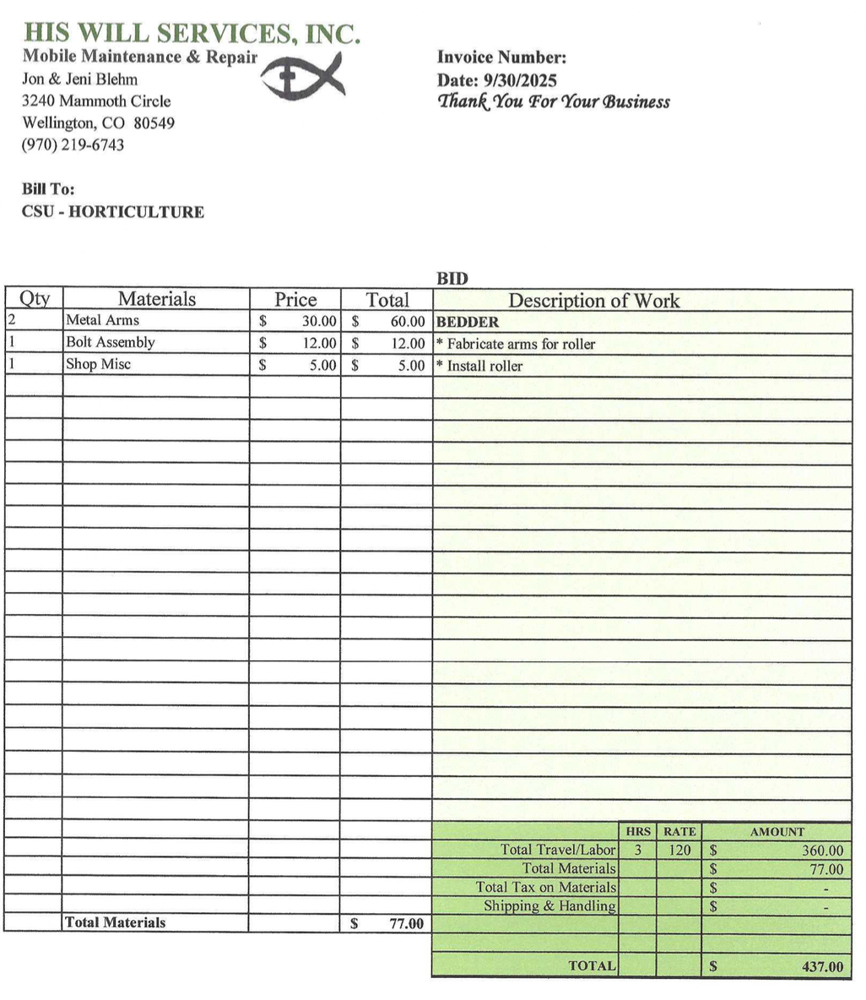 HIS WILL SERVICES, INC.
Mobile Maintenance & Repair
Jon & Jeni Blehm
3240 Mammoth Circle
Wellington, CO 80549
(970) 219-6743
Invoice Number:
Date: 9/30/2025
Thank You For Your Business
Bill To:
CSU - HORTICULTURE
BID
Qty Materials Price Total Description of Work
2 Metal Arms $ 30.00 $ 60.00 BEDDER
1 Bolt Assembly $ 12.00 $ 12.00 * Fabricate arms for roller
1 Shop Misc $ 5.00 $ 5.00 * Install roller
HRS RATE AMOUNT
Total Travel/Labor 3 120 $ 360.00
Total Materials $ 77.00
Total Tax on Materials $ -
Shipping & Handling $ -
Total Materials $ 77.00
TOTAL $ 437.00